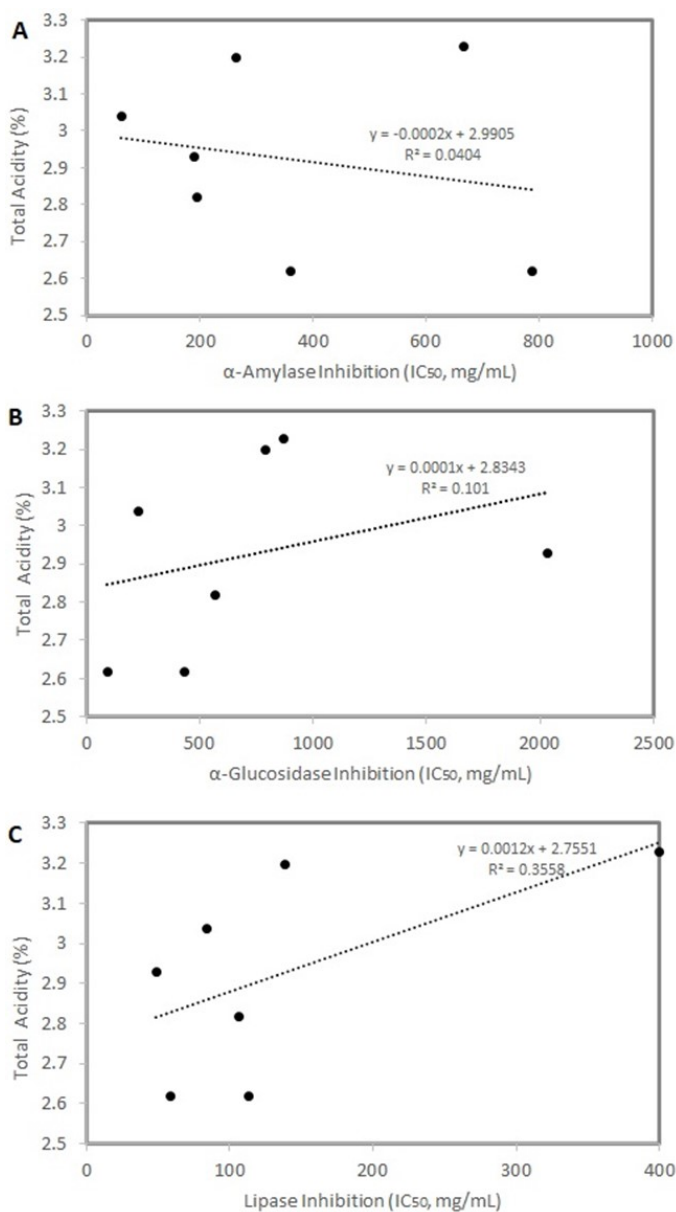 A
3.3
3.2
3.1
3
2.9
2.8
2.7
2.6
2.5
Total Acidity (%)
y = -0.0002x + 2.9905
R² = 0.0404
0 200 400 600 800 1000
α-Amylase Inhibition (IC₅₀, mg/mL)
B
3.3
3.2
3.1
3
2.9
2.8
2.7
2.6
2.5
Total Acidity (%)
y = 0.0001x + 2.8343
R² = 0.101
0 500 1000 1500 2000 2500
α-Glucosidase Inhibition (IC₅₀, mg/mL)
C
3.3
3.2
3.1
3
2.9
2.8
2.7
2.6
2.5
Total Acidity (%)
y = 0.0012x + 2.7551
R² = 0.3558
0 100 200 300 400
Lipase Inhibition (IC₅₀, mg/mL)